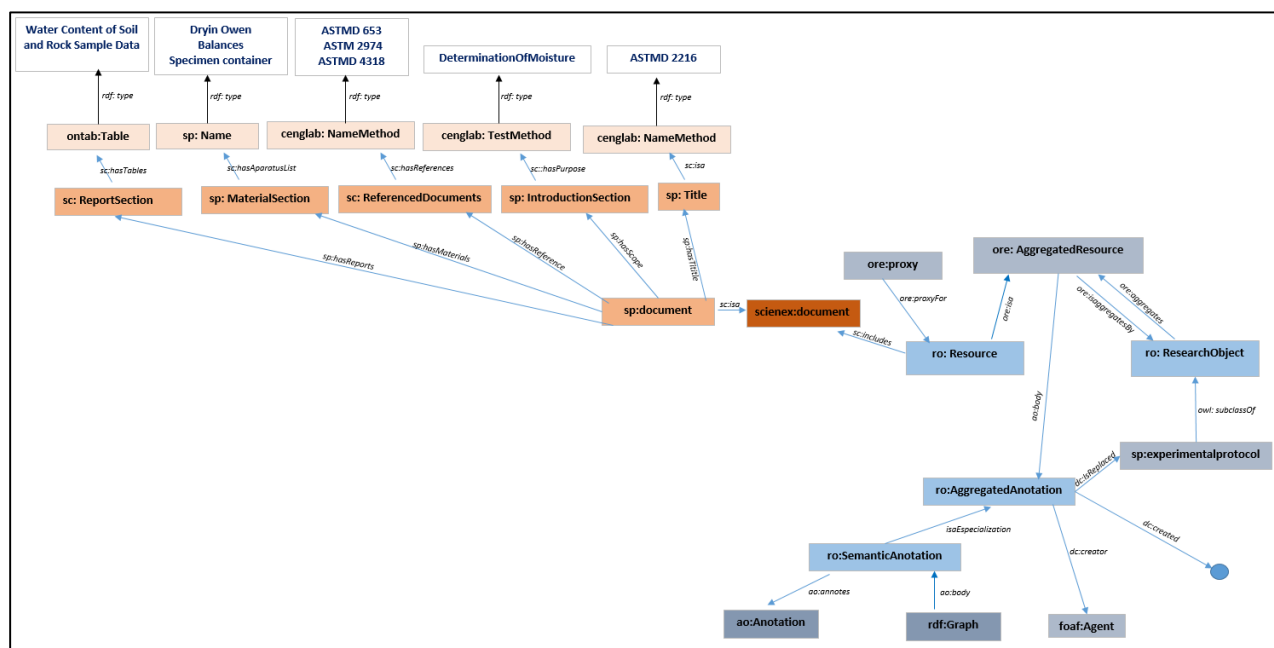 Water Content of Soil
and Rock Sample Data
Dryin Owen
Balances
Specimen container
ASTMD 653
ASTM 2974
ASTMD 4318
DeterminationOfMoisture
ASTMD 2216
rdf: type
rdf: type
rdf: type
rdf: type
rdf: type
ontab:Table
sp: Name
cenglab: NameMethod
cenglab: TestMethod
cenglab: NameMethod
sc:hasTables
sc:hasAparatusList
sc:hasReferences
sc::hasPurpose
sc:isa
sc: ReportSection
sp: MaterialSection
sc: ReferencedDocuments
sp: IntroductionSection
sp: Title
sp:hasReports
sp:hasMaterials
sp:hasReference
sp:hasScope
sp:hasTititle
ore:proxy
ore: AggregatedResource
ore:proxyFor
ore:isa
ore:isaggregatesBy
ore:aggregates
sp:document
sc:isa
scienex:document
sc:includes
ro: Resource
ro: ResearchObject
ao:body
owl: subclassOf
sp:experimentalprotocol
dc:IsReplaced
ro:AggregatedAnotation
dc:created
isaEspecialization
dc:creator
ro:SemanticAnotation
ao:annotes
ao:body
ao:Anotation
rdf:Graph
foaf:Agent